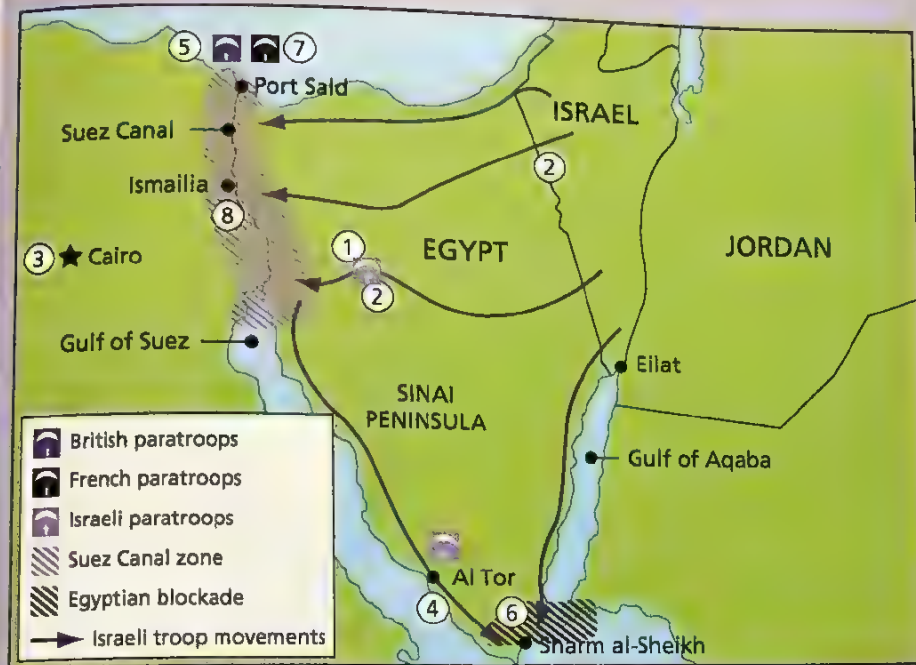 5
7
Port Said
Suez Canal
ISRAEL
2
Ismailia
8
3
Cairo
1
EGYPT
JORDAN
2
Gulf of Suez
Eilat
SINAI
PENINSULA
Gulf of Aqaba
Al Tor
4
6
Sharm al-Sheikh
British paratroops
French paratroops
Israeli paratroops
Suez Canal zone
Egyptian blockade
Israeli troop movements